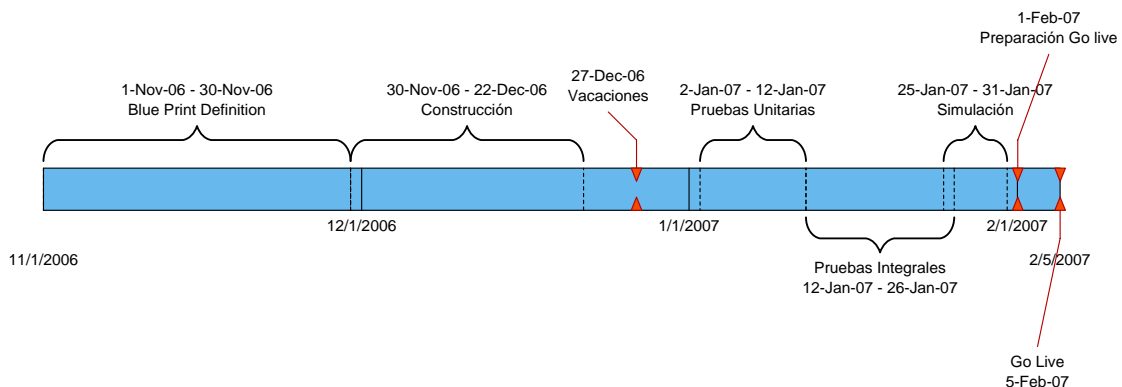 1-Feb-07
Preparación Go live
1-Nov-06 - 30-Nov-06
Blue Print Definition
30-Nov-06 - 22-Dec-06
Construcción
27-Dec-06
Vacaciones
2-Jan-07 - 12-Jan-07
Pruebas Unitarias
25-Jan-07 - 31-Jan-07
Simulación
12/1/2006
1/1/2007
2/1/2007
11/1/2006
2/5/2007
Pruebas Integrales
12-Jan-07 - 26-Jan-07
Go Live
5-Feb-07